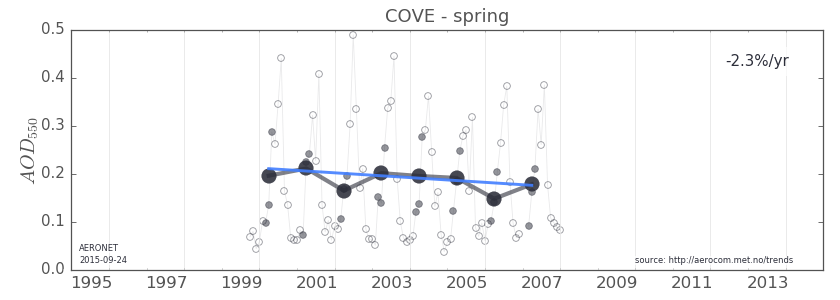 COVE - spring
0.5
0.4
0.3
0.2
0.1
0.0
AOD550
-2.3%/yr
AERONET
2015-09-24
source: http://aerocom.met.no/trends
1995 1997 1999 2001 2002 2005 2007 2009 2011 2013